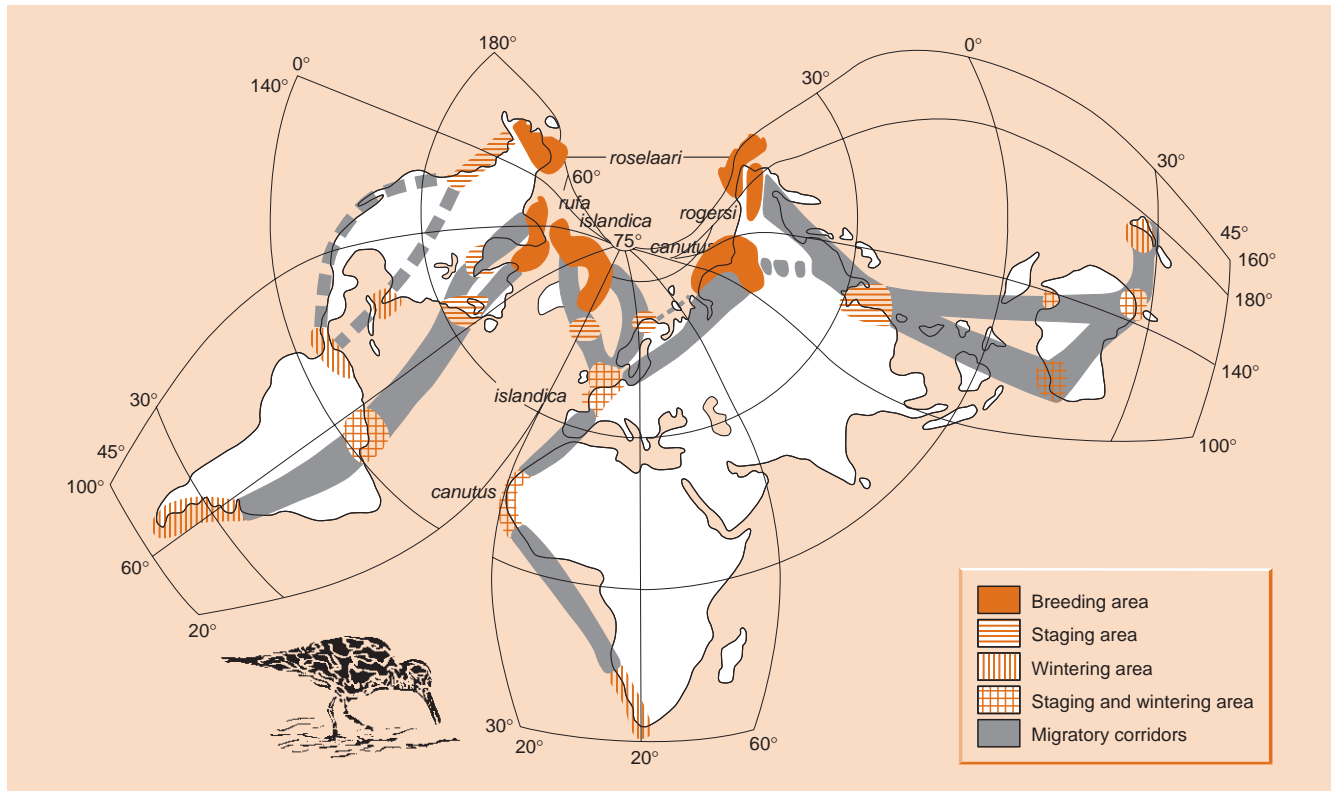 180°
0°
0°
140°
30°
roselaari
60°
30°
rufa
islandica
rogersi
75°
canutus
45°
160°
180°
140°
islandica
30°
100°
45°
canutus
100°
60°
20°
Breeding area
Staging area
Wintering area
Staging and wintering area
Migratory corridors
30°
20°
20°
60°